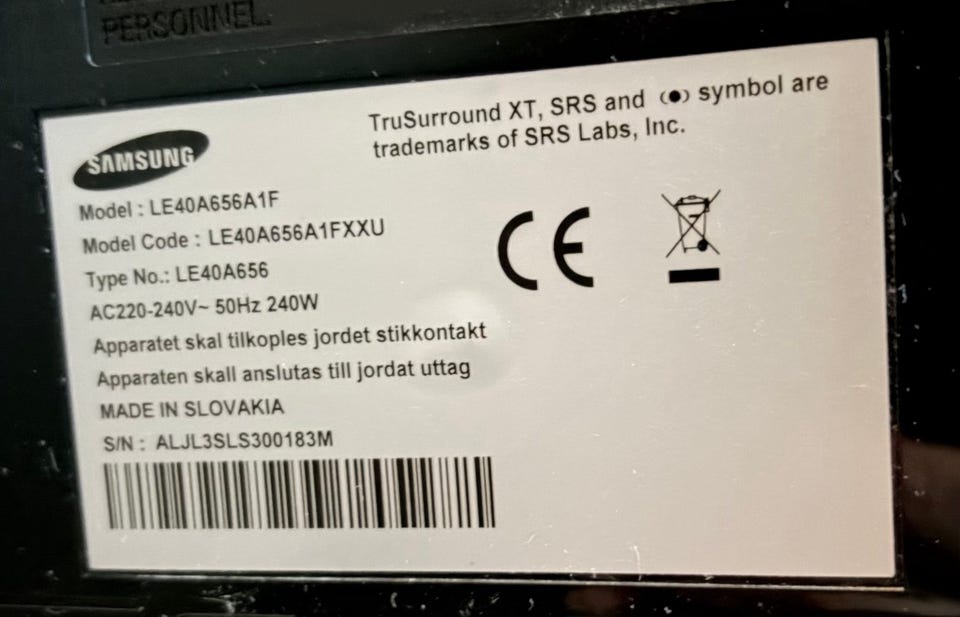 PERSONNEL.
SAMSUNG
TruSurround XT, SRS and (●) symbol are
trademarks of SRS Labs, Inc.
Model : LE40A656A1F
Model Code : LE40A656A1FXXU
Type No.: LE40A656
AC220-240V~ 50Hz 240W
Apparatet skal tilkoples jordet stikkontakt
Apparaten skall anslutas till jordat uttag
MADE IN SLOVAKIA
S/N : ALJL3SLS300183M
CE